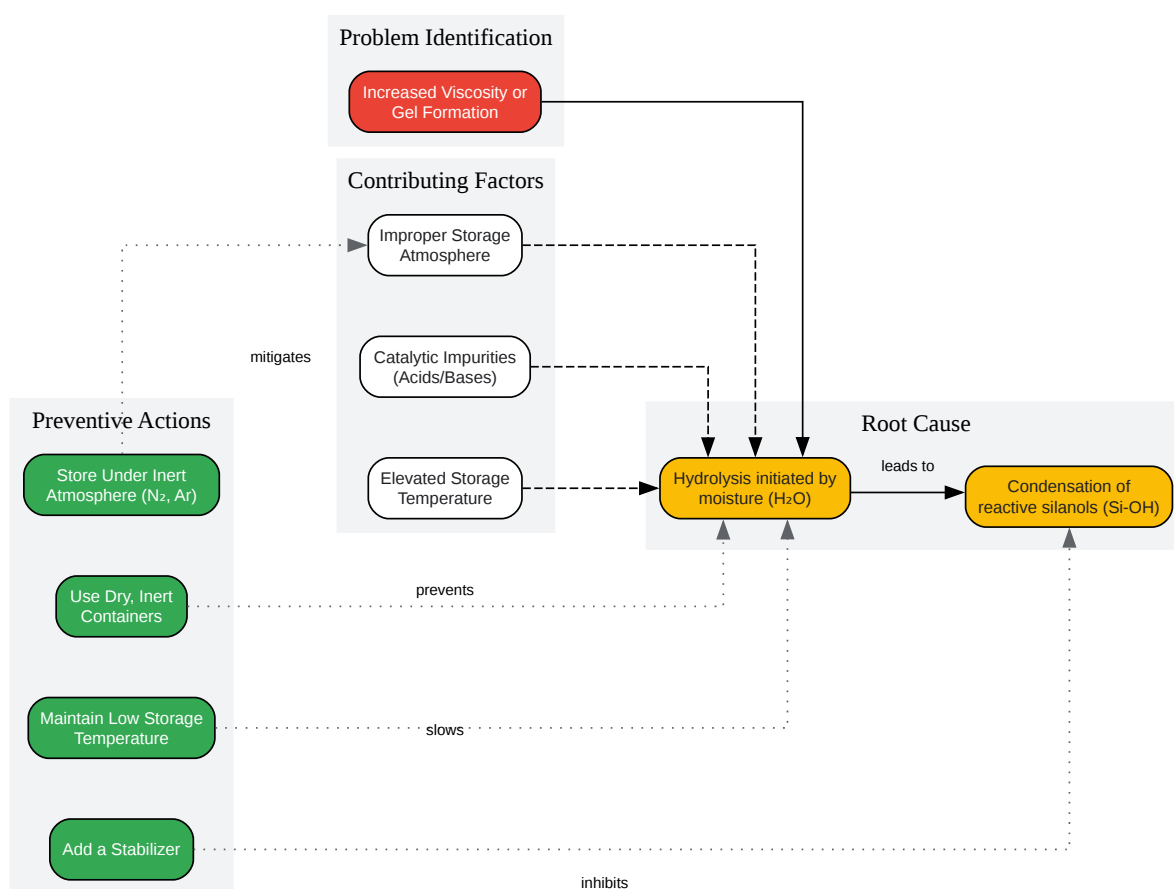 Problem Identification
Increased Viscosity or
Gel Formation
Contributing Factors
Improper Storage
Atmosphere
mitigates
Catalytic Impurities
(Acids/Bases)
Preventive Actions
Root Cause
Store Under Inert
Atmosphere (N₂, Ar)
Elevated Storage
Temperature
Hydrolysis initiated by
moisture (H₂O)
leads to
Condensation of
reactive silanols (Si-OH)
Use Dry, Inert
Containers
prevents
Maintain Low Storage
Temperature
slows
Add a Stabilizer
inhibits